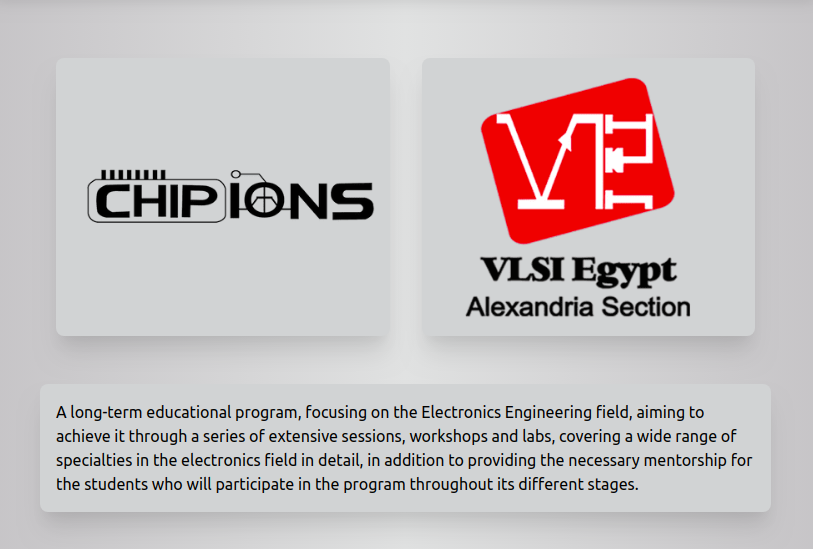 CHIPIONS
VE
VLSI Egypt
Alexandria Section
A long-term educational program, focusing on the Electronics Engineering field, aiming to
achieve it through a series of extensive sessions, workshops and labs, covering a wide range of
specialties in the electronics field in detail, in addition to providing the necessary mentorship for
the students who will participate in the program throughout its different stages.